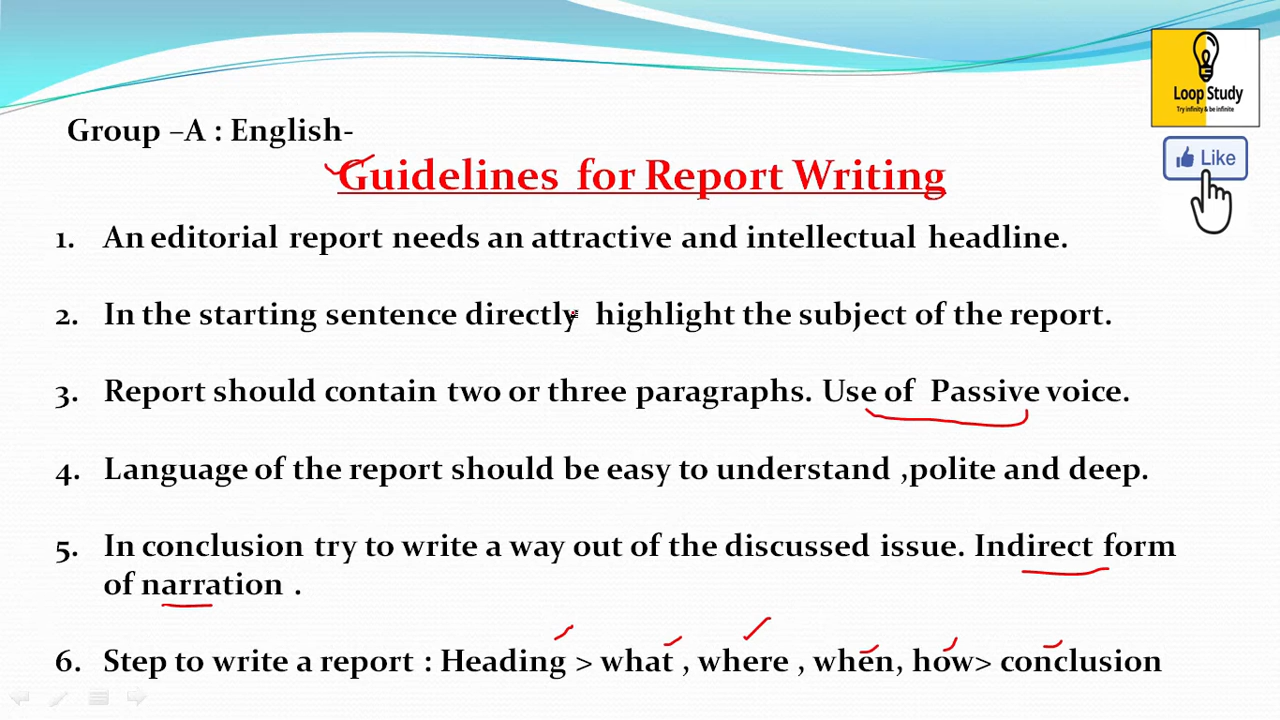 Loop Study
Try infinity & be infinite
Like
Group –A : English-
Guidelines for Report Writing
1. An editorial report needs an attractive and intellectual headline.
2. In the starting sentence directly highlight the subject of the report.
3. Report should contain two or three paragraphs. Use of Passive voice.
4. Language of the report should be easy to understand ,polite and deep.
5. In conclusion try to write a way out of the discussed issue. Indirect form
of narration .
6. Step to write a report : Heading > what , where , when, how> conclusion